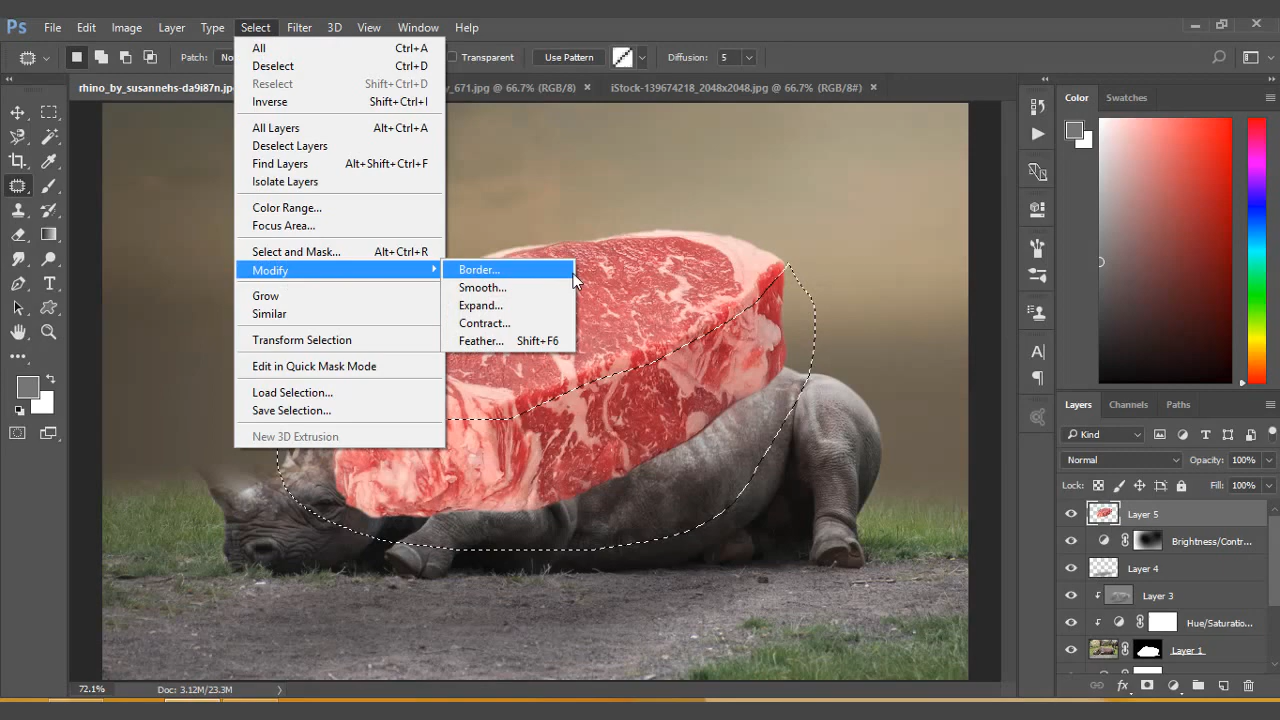 Ps File Edit Image Layer Type Select Filter 3D View Window Help
Patch: No Transparent Use Pattern Diffusion: 5
rhino_by_susannehs-da9i87n.jp _671.jpg @ 66.7% (RGB/8) × iStock-139674218_2048x2048.jpg @ 66.7% (RGB/8#) ×
All Ctrl+A
Deselect Ctrl+D
Reselect Shift+Ctrl+D
Inverse Shift+Ctrl+I
All Layers Alt+Ctrl+A
Deselect Layers
Find Layers Alt+Shift+Ctrl+F
Isolate Layers
Color Range...
Focus Area...
Select and Mask... Alt+Ctrl+R
Modify
Grow
Similar
Transform Selection
Edit in Quick Mask Mode
Load Selection...
Save Selection...
New 3D Extrusion
Border...
Smooth...
Expand...
Contract...
Feather... Shift+F6
Color Swatches
Layers Channels Paths
Kind
Normal Opacity: 100%
Lock: Fill: 100%
Layer 5
Brightness/Contr...
Layer 4
Layer 3
Hue/Saturatio...
Layer 1
72.1% Doc: 3.12M/23.3M